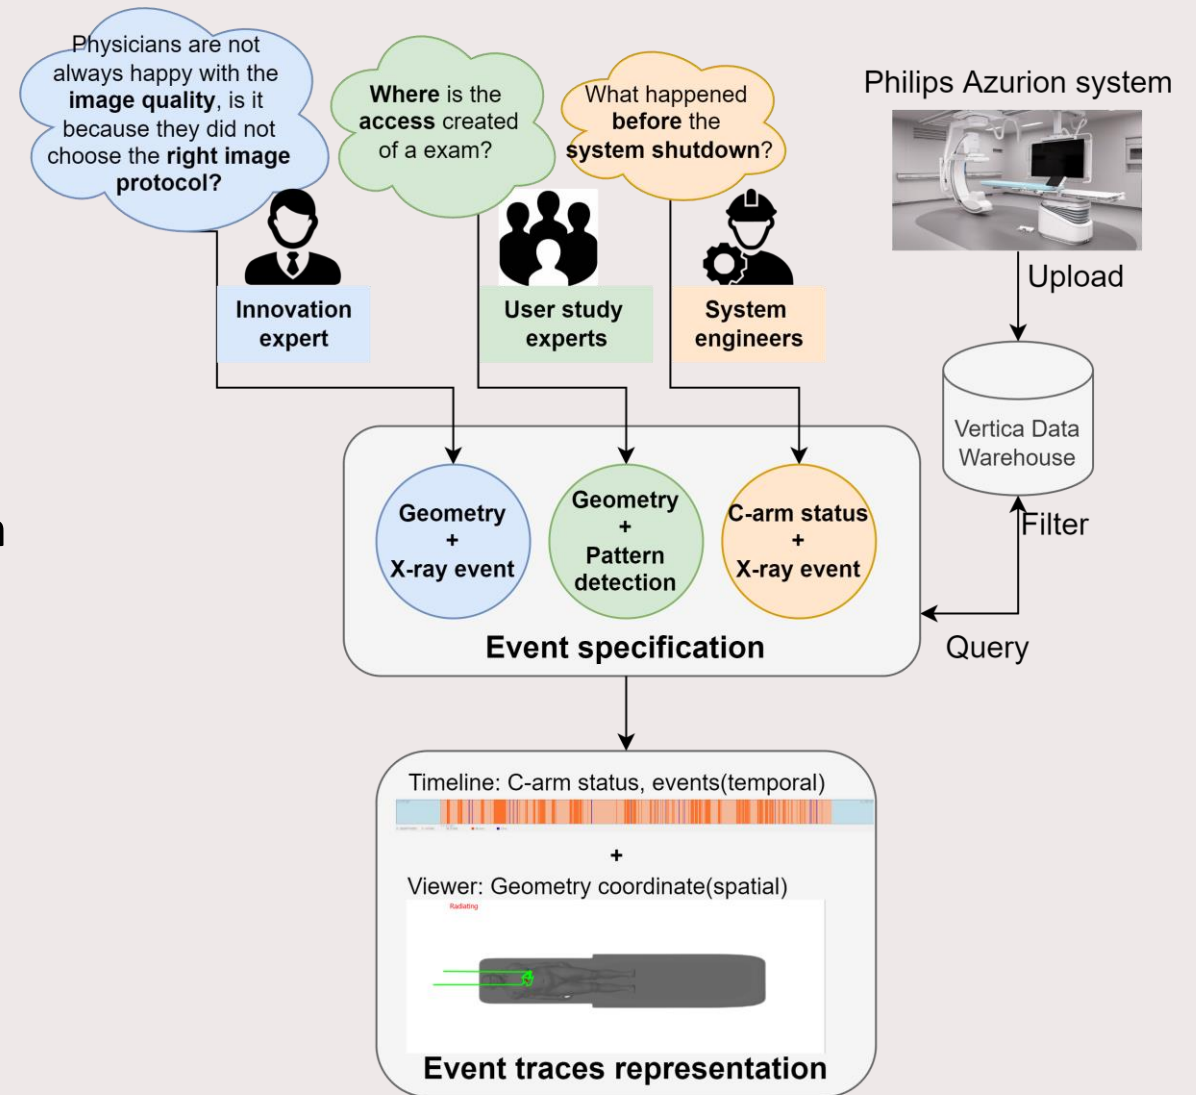 Physicians are not
always happy with the
image quality, is it
because they did not
choose the right image
protocol?
Where is the
access created
of a exam?
What happened
before the
system shutdown?
Philips Azurion system
Innovation
expert
User study
experts
System
engineers
Upload
Vertica Data
Warehouse
Filter
Query
Geometry
+
X-ray event
Geometry
+
Pattern
detection
C-arm status
+
X-ray event
Event specification
Timeline: C-arm status, events(temporal)
+
Viewer: Geometry coordinate(spatial)
Radiating
Event traces representation